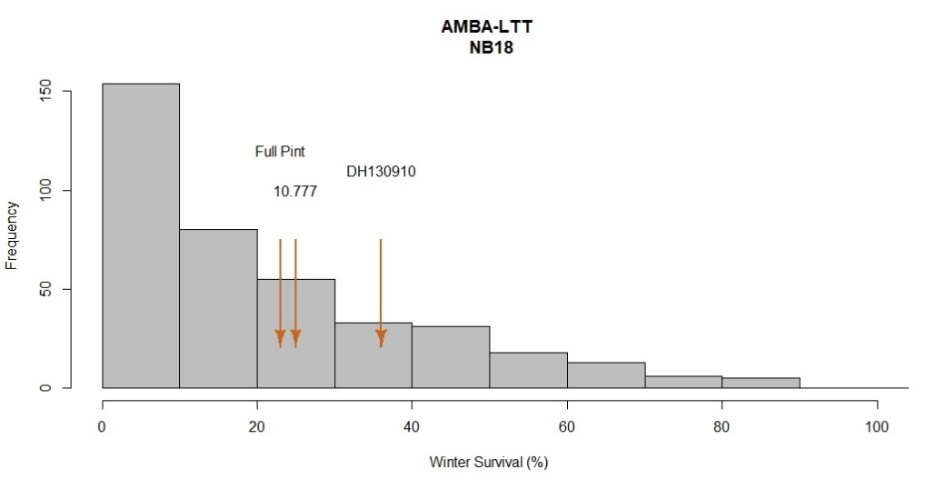 AMBA-LTT
NB18
Full Pint
DH130910
10.777
Frequency
0
50
100
150
0 20 40 60 80 100
Winter Survival (%)